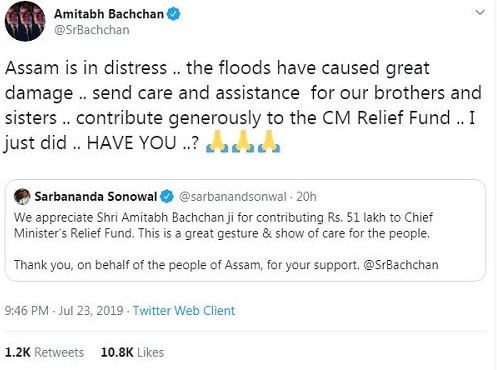 Amitabh Bachchan
@SrBachchan
Assam is in distress .. the floods have caused great
damage .. send care and assistance for our brothers and
sisters .. contribute generously to the CM Relief Fund .. I
just did .. HAVE YOU ..? 🙏🙏🙏
Sarbananda Sonowal @sarbanandsonwal · 20h
We appreciate Shri Amitabh Bachchan ji for contributing Rs. 51 lakh to Chief
Minister's Relief Fund. This is a great gesture & show of care for the people.
Thank you, on behalf of the people of Assam, for your support. @SrBachchan
9:46 PM · Jul 23, 2019 · Twitter Web Client
1.2K Retweets 10.8K Likes